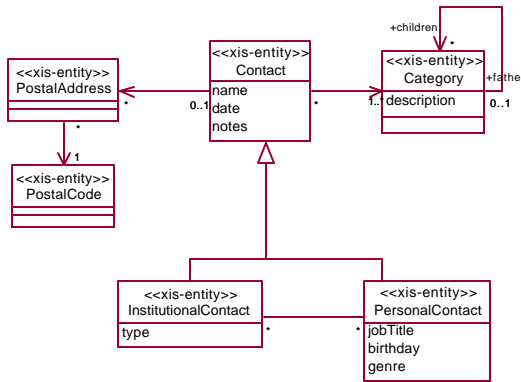 +children
*
<<xis-entity>>
Contact
name
date
notes
<<xis-entity>>
Category
description
+fathe
0..1
<<xis-entity>>
PostalAddress
*
0..1
*
1..*
*
1
<<xis-entity>>
PostalCode
<<xis-entity>>
InstitutionalContact
type
*
*
<<xis-entity>>
PersonalContact
jobTitle
birthday
genre